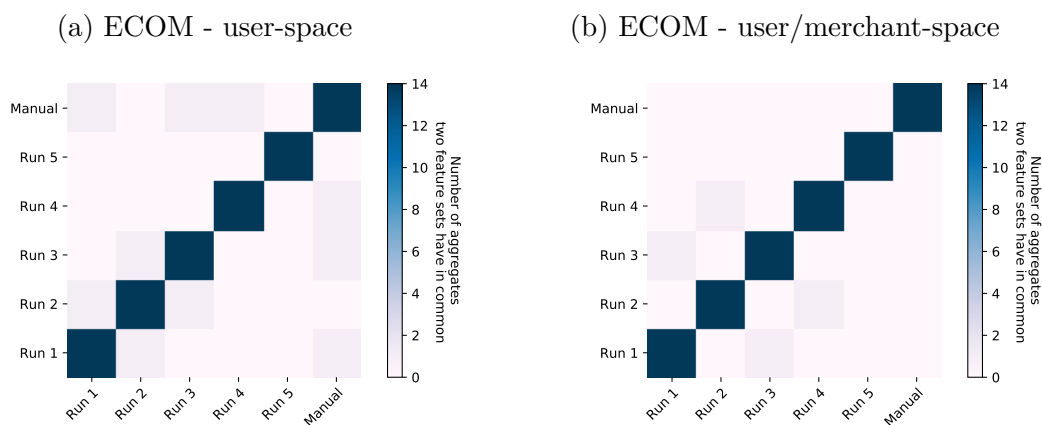 (a) ECOM - user-space
Manual
Run 5
Run 4
Run 3
Run 2
Run 1
Run 1
Run 2
Run 3
Run 4
Run 5
Manual
14
12
10
8
6
4
2
0
Number of aggregates
two feature sets have in common
(b) ECOM - user/merchant-space
Manual
Run 5
Run 4
Run 3
Run 2
Run 1
Run 1
Run 2
Run 3
Run 4
Run 5
Manual
14
12
10
8
6
4
2
0
Number of aggregates
two feature sets have in common